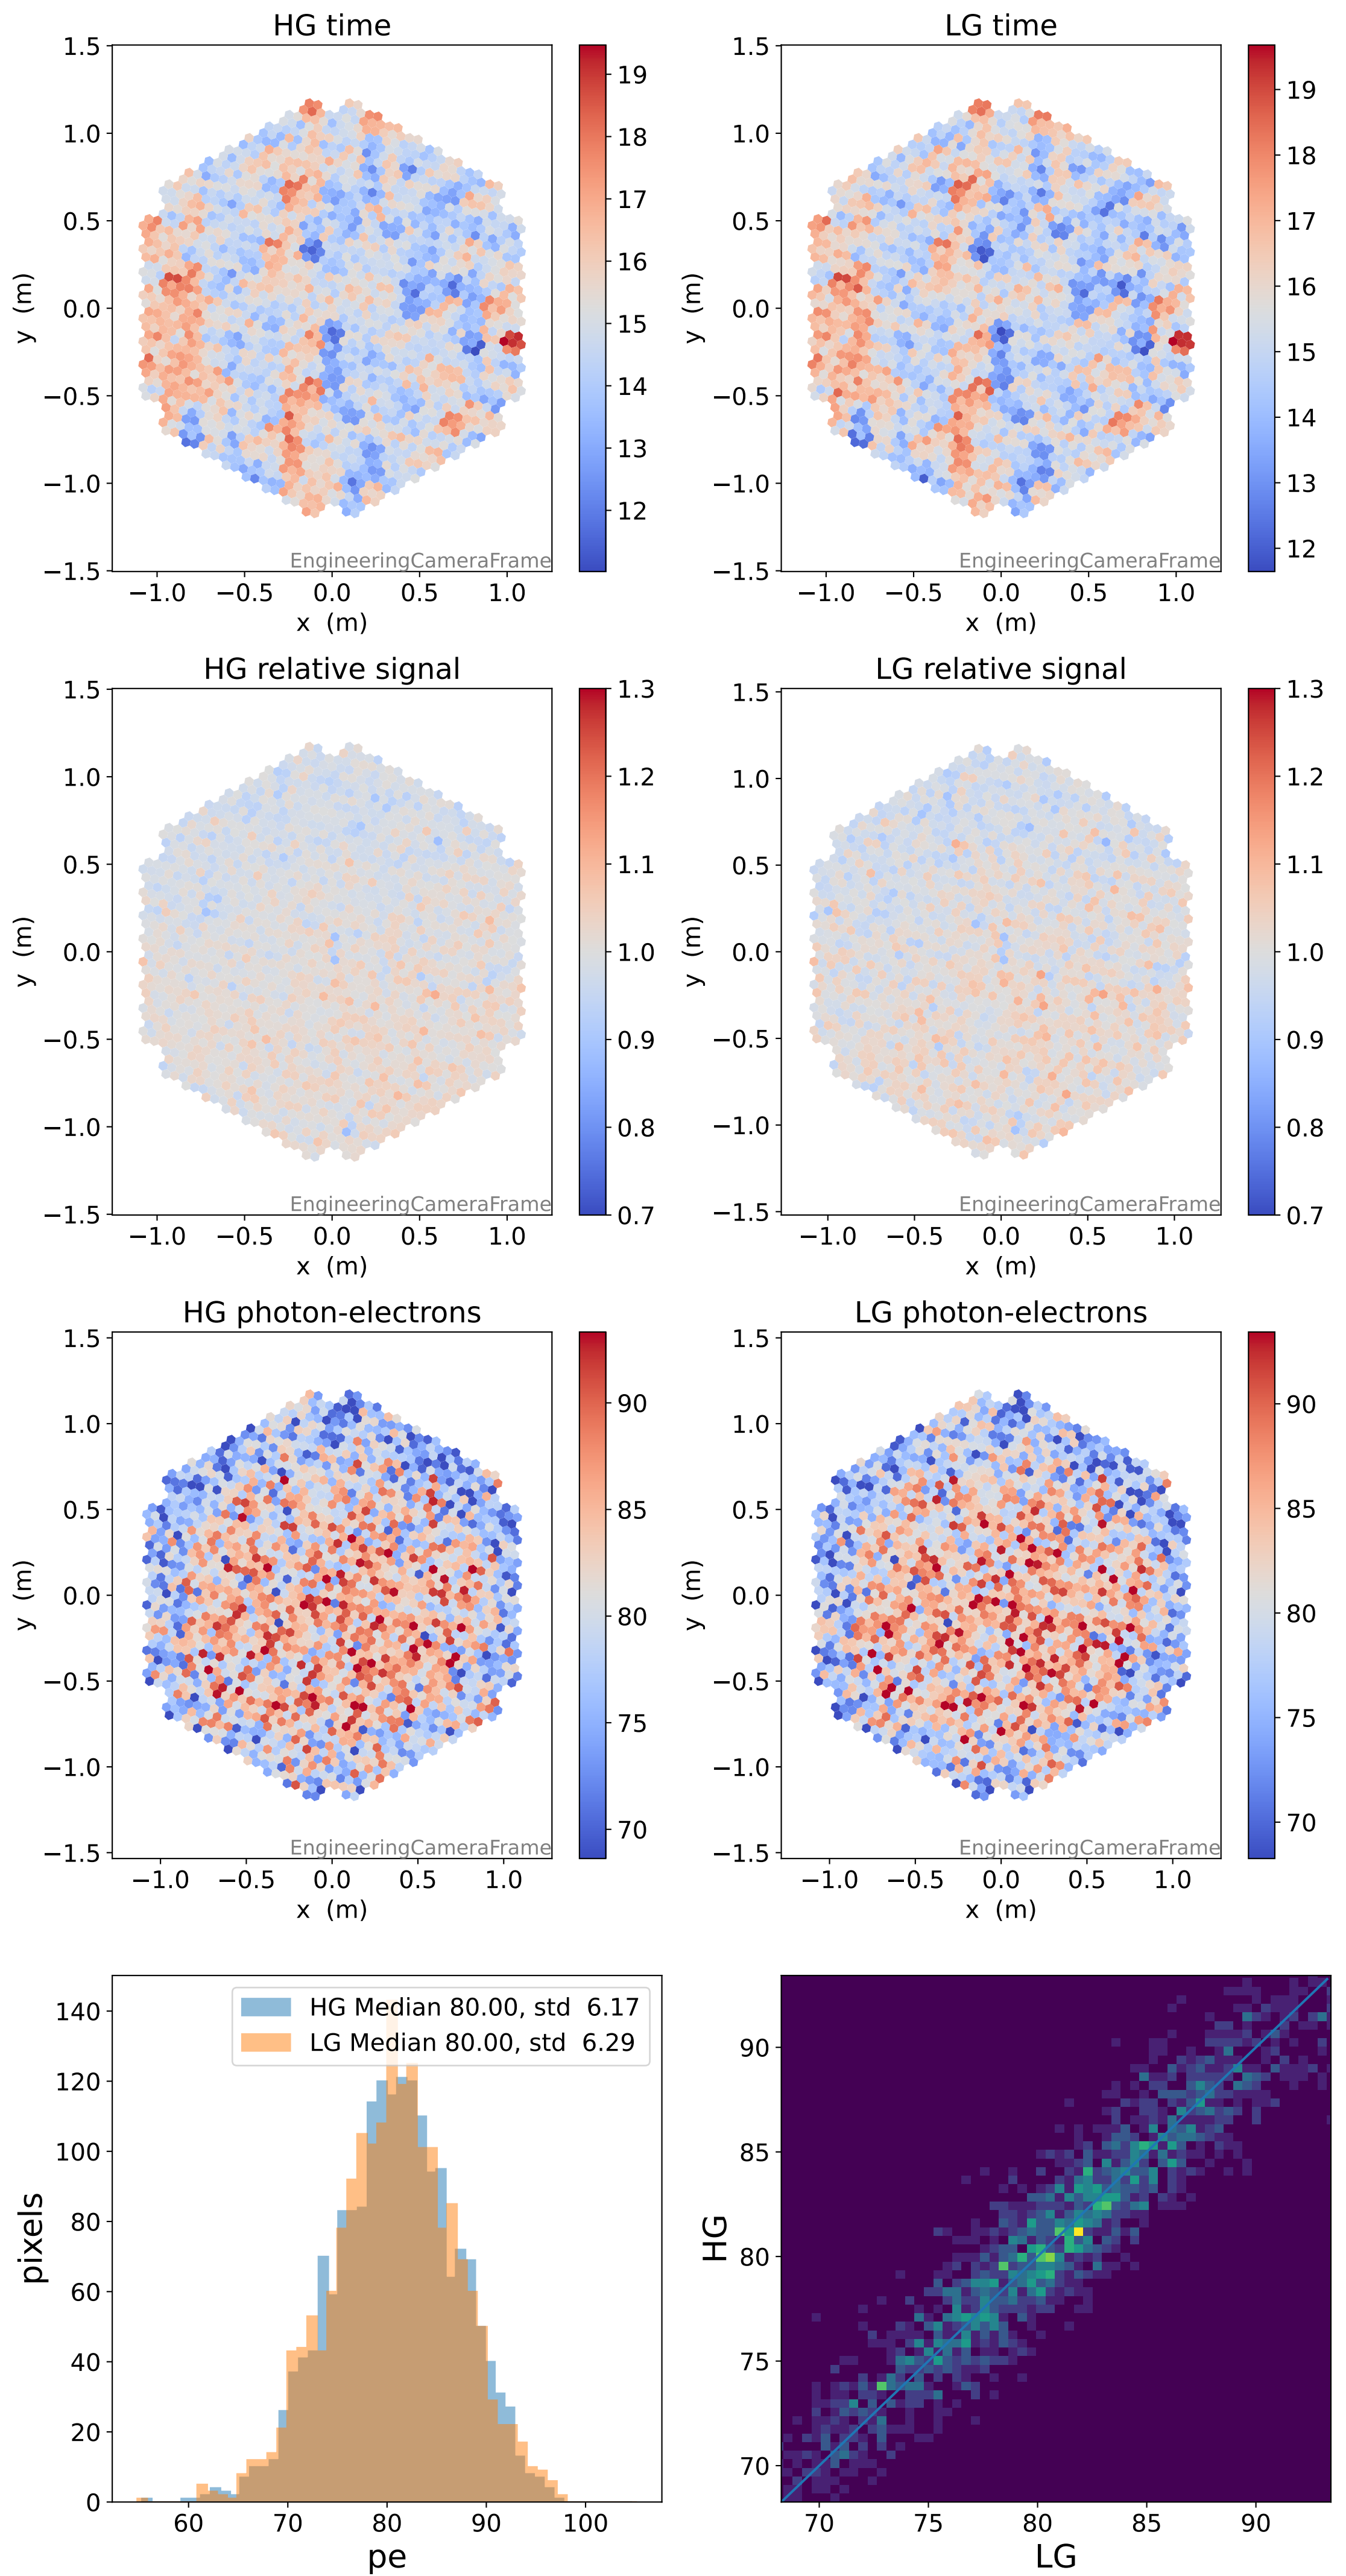 HG time
LG time
1.5
1.0
0.5
0.0
−0.5
−1.0
−1.5
y (m)
−1.0 −0.5 0.0 0.5 1.0
x (m)
EngineeringCameraFrame
19
18
17
16
15
14
13
12
1.5
1.0
0.5
0.0
−0.5
−1.0
−1.5
y (m)
−1.0 −0.5 0.0 0.5 1.0
x (m)
EngineeringCameraFrame
19
18
17
16
15
14
13
12
HG relative signal
LG relative signal
1.5
1.0
0.5
0.0
−0.5
−1.0
−1.5
y (m)
−1.0 −0.5 0.0 0.5 1.0
x (m)
EngineeringCameraFrame
1.3
1.2
1.1
1.0
0.9
0.8
0.7
1.5
1.0
0.5
0.0
−0.5
−1.0
−1.5
y (m)
−1.0 −0.5 0.0 0.5 1.0
x (m)
EngineeringCameraFrame
1.3
1.2
1.1
1.0
0.9
0.8
0.7
HG photon-electrons
LG photon-electrons
1.5
1.0
0.5
0.0
−0.5
−1.0
−1.5
y (m)
−1.0 −0.5 0.0 0.5 1.0
x (m)
EngineeringCameraFrame
90
85
80
75
70
1.5
1.0
0.5
0.0
−0.5
−1.0
−1.5
y (m)
−1.0 −0.5 0.0 0.5 1.0
x (m)
EngineeringCameraFrame
90
85
80
75
70
HG Median 80.00, std 6.17
LG Median 80.00, std 6.29
140
120
100
80
60
40
20
0
pixels
60 70 80 90 100
pe
90
85
80
75
70
HG
70 75 80 85 90
LG